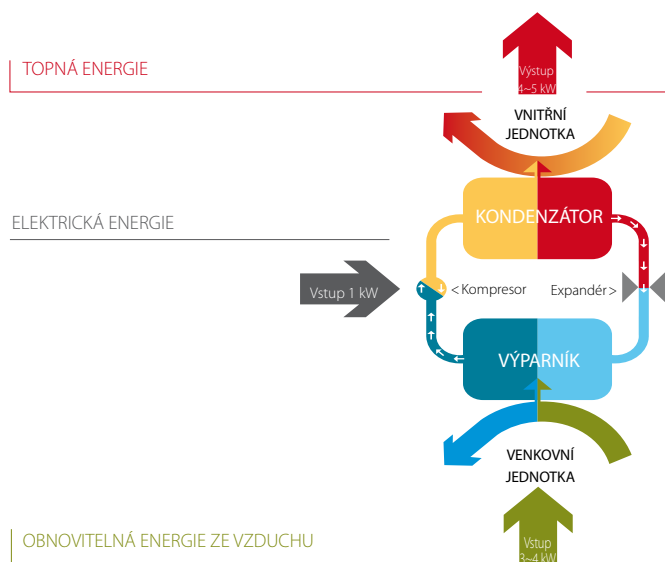 Výstup
4~5 kW
TOPNÁ ENERGIE
VNITŘNÍ
JEDNOTKA
KONDENZÁTOR
ELEKTRICKÁ ENERGIE
Vstup 1 kW
< Kompresor
Expandér >
VÝPARNÍK
VENKOVNÍ
JEDNOTKA
OBNOVITELNÁ ENERGIE ZE VZDUCHU
Vstup
3~4 kW